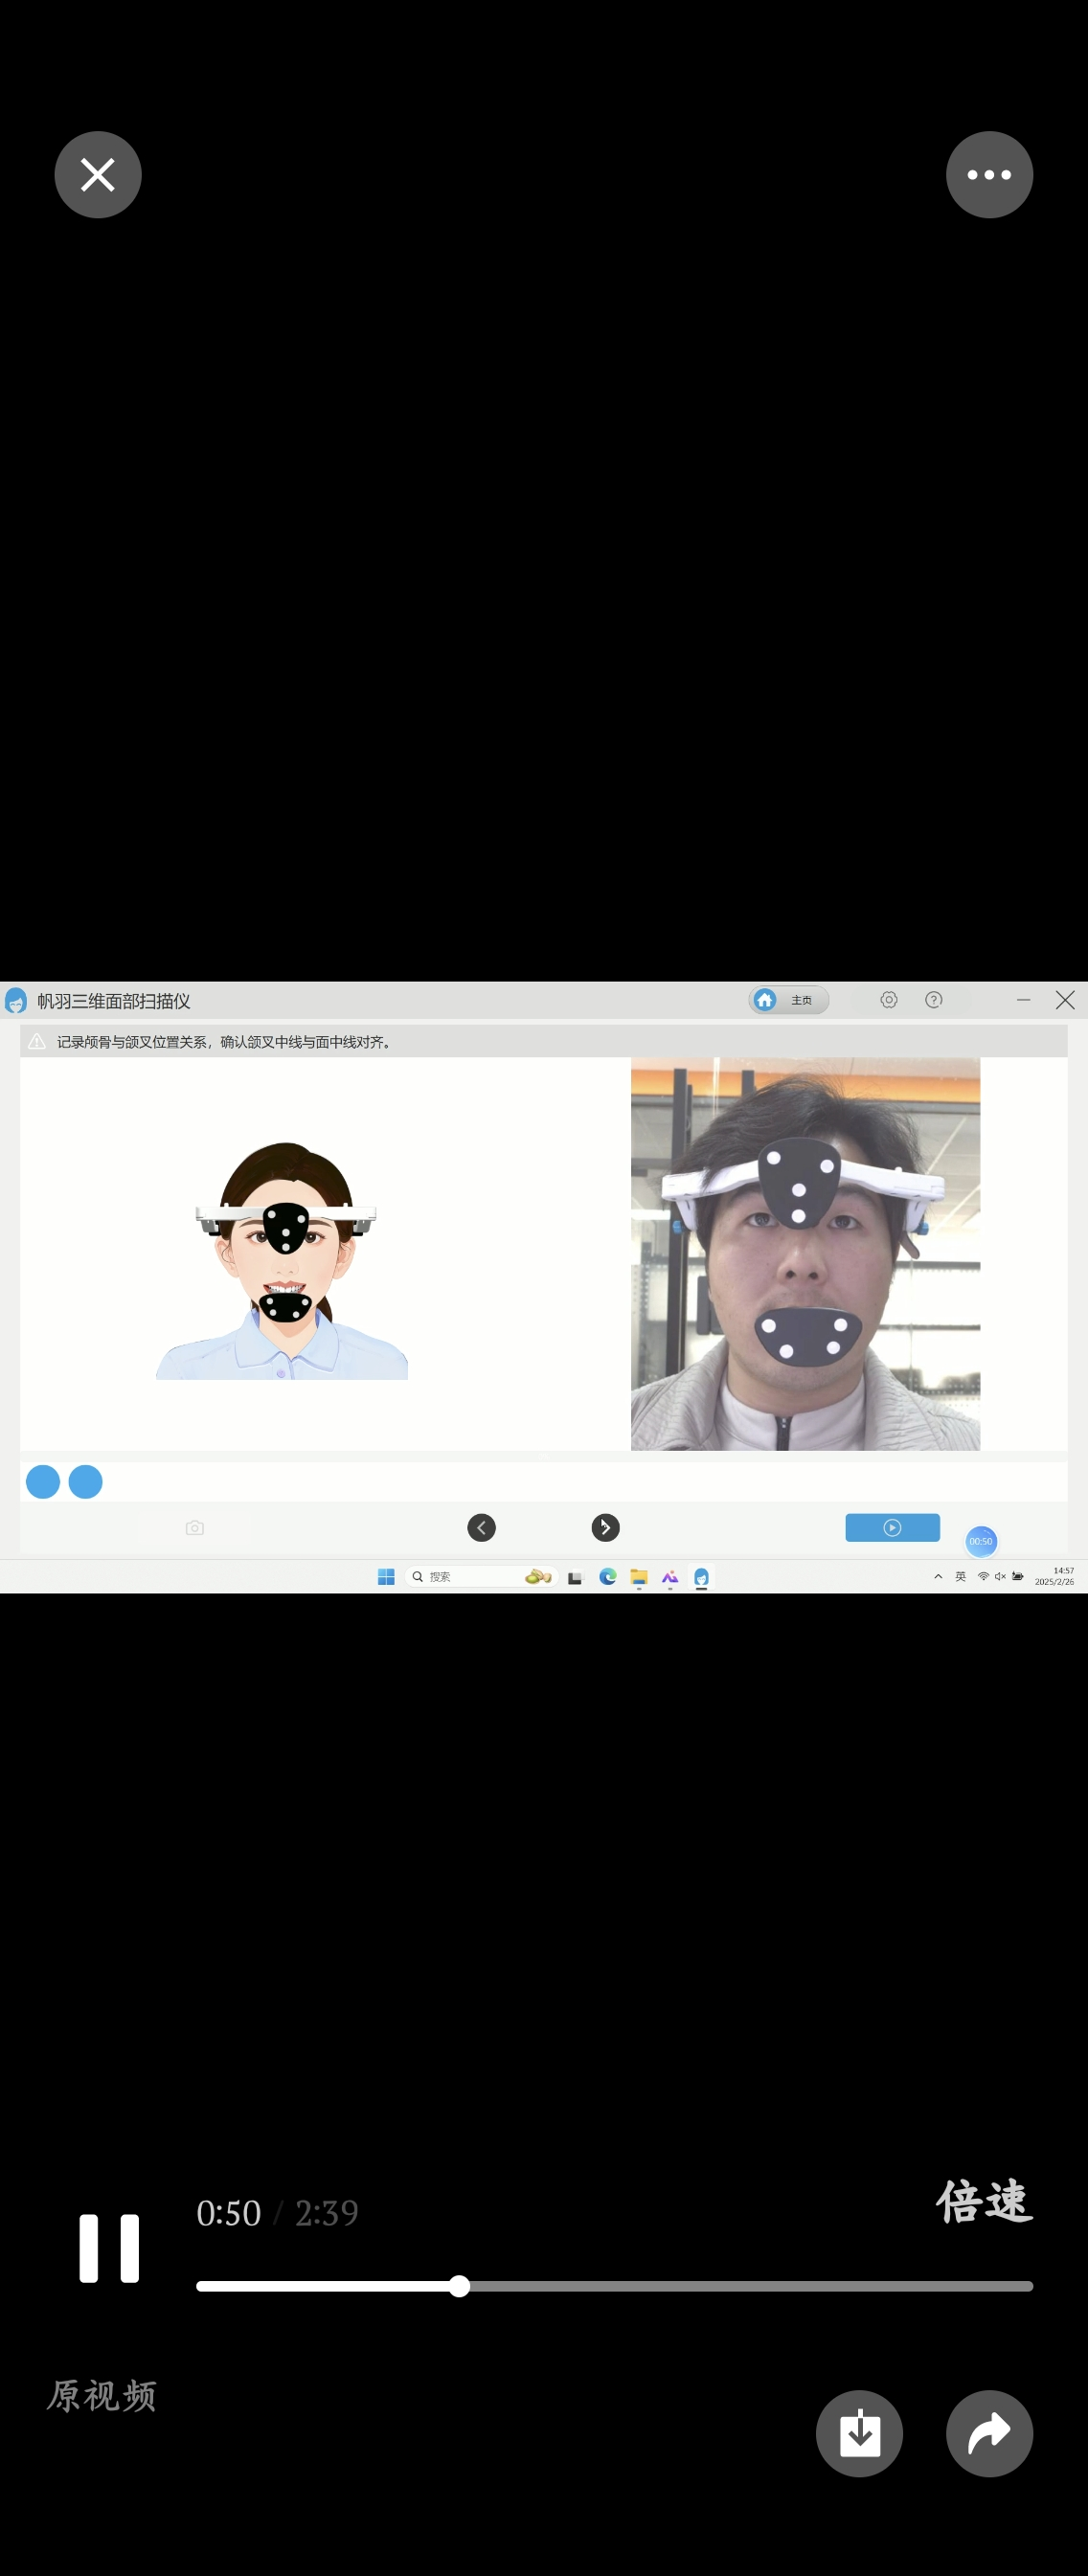 帆羽三维面部扫描仪
主页
记录颅骨与颌叉位置关系，确认颌叉中线与面中线对齐。
00:50
搜索
英
14:57
2025/2/26
0:50 / 2:39
倍速
原视频